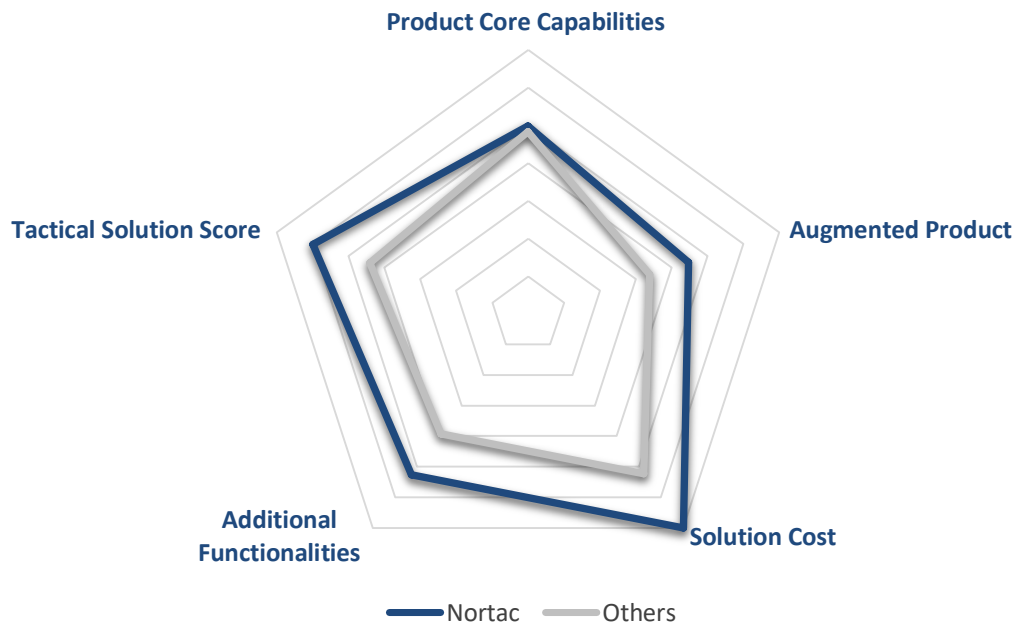 Product Core Capabilities
Tactical Solution Score
Augmented Product
Additional
Functionalities
Solution Cost
Nortac
Others